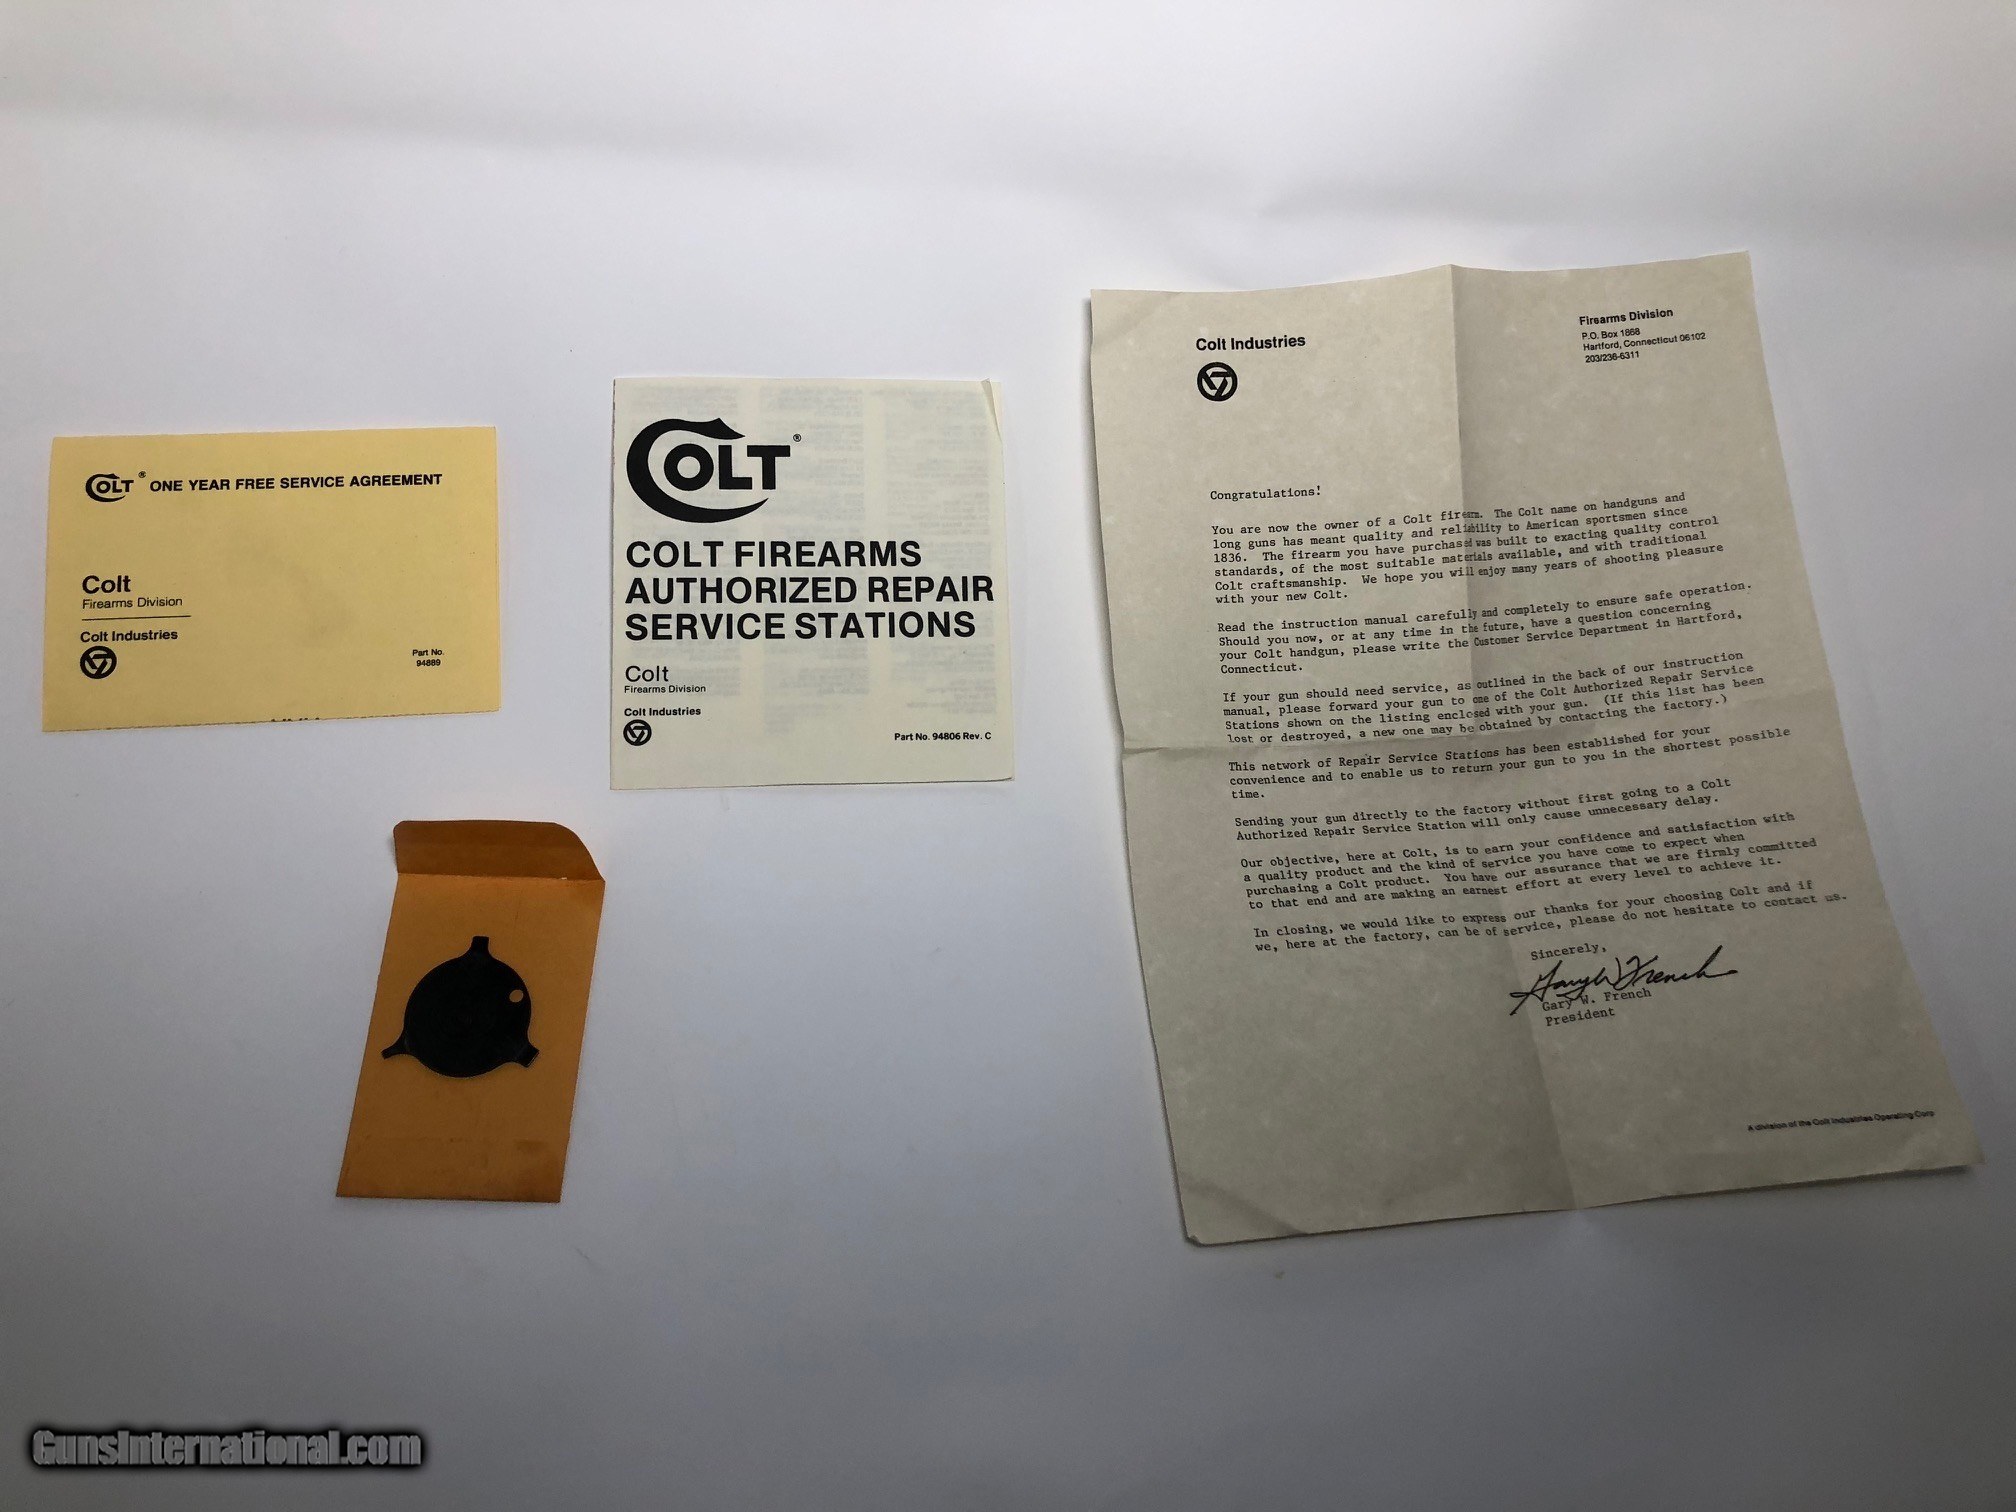 COLT ® ONE YEAR FREE SERVICE AGREEMENT
Colt
Firearms Division
Colt Industries
Part No.
94889
COLT®
COLT FIREARMS
AUTHORIZED REPAIR
SERVICE STATIONS
Colt
Firearms Division
Colt Industries
Part No. 94806 Rev. C
Colt Industries
Firearms Division
P.O. Box 1868
Hartford, Connecticut 06102
203/236-6311
Congratulations!
You are now the owner of a Colt firearm. The Colt name on handguns and
long guns has meant quality and reliability to American sportsmen since
1836. The firearm you have purchased was built to exacting quality control
standards, of the most suitable materials available, and with traditional
Colt craftsmanship. We hope you will enjoy many years of shooting pleasure
with your new Colt.
Read the instruction manual carefully and completely to ensure safe operation.
Should you now, or at any time in the future, have a question concerning
your Colt handgun, please write the Customer Service Department in Hartford,
Connecticut.
If your gun should need service, as outlined in the back of our instruction
manual, please forward your gun to one of the Colt Authorized Repair Service
Stations shown on the listing enclosed with your gun. (If this list has been
lost or destroyed, a new one may be obtained by contacting the factory.)
This network of Repair Service Stations has been established for your
convenience and to enable us to return your gun to you in the shortest possible
time.
Sending your gun directly to the factory without first going to a Colt
Authorized Repair Service Station will only cause unnecessary delay.
Our objective, here at Colt, is to earn your confidence and satisfaction with
a quality product and the kind of service you have come to expect when
purchasing a Colt product. You have our assurance that we are firmly committed
to that end and are making an earnest effort at every level to achieve it.
In closing, we would like to express our thanks for your choosing Colt and if
we, here at the factory, can be of service, please do not hesitate to contact us.
Sincerely,
Gary W. French
Gary W. French
President
A division of the Colt Industries Operating Corp
GunsInternational.com